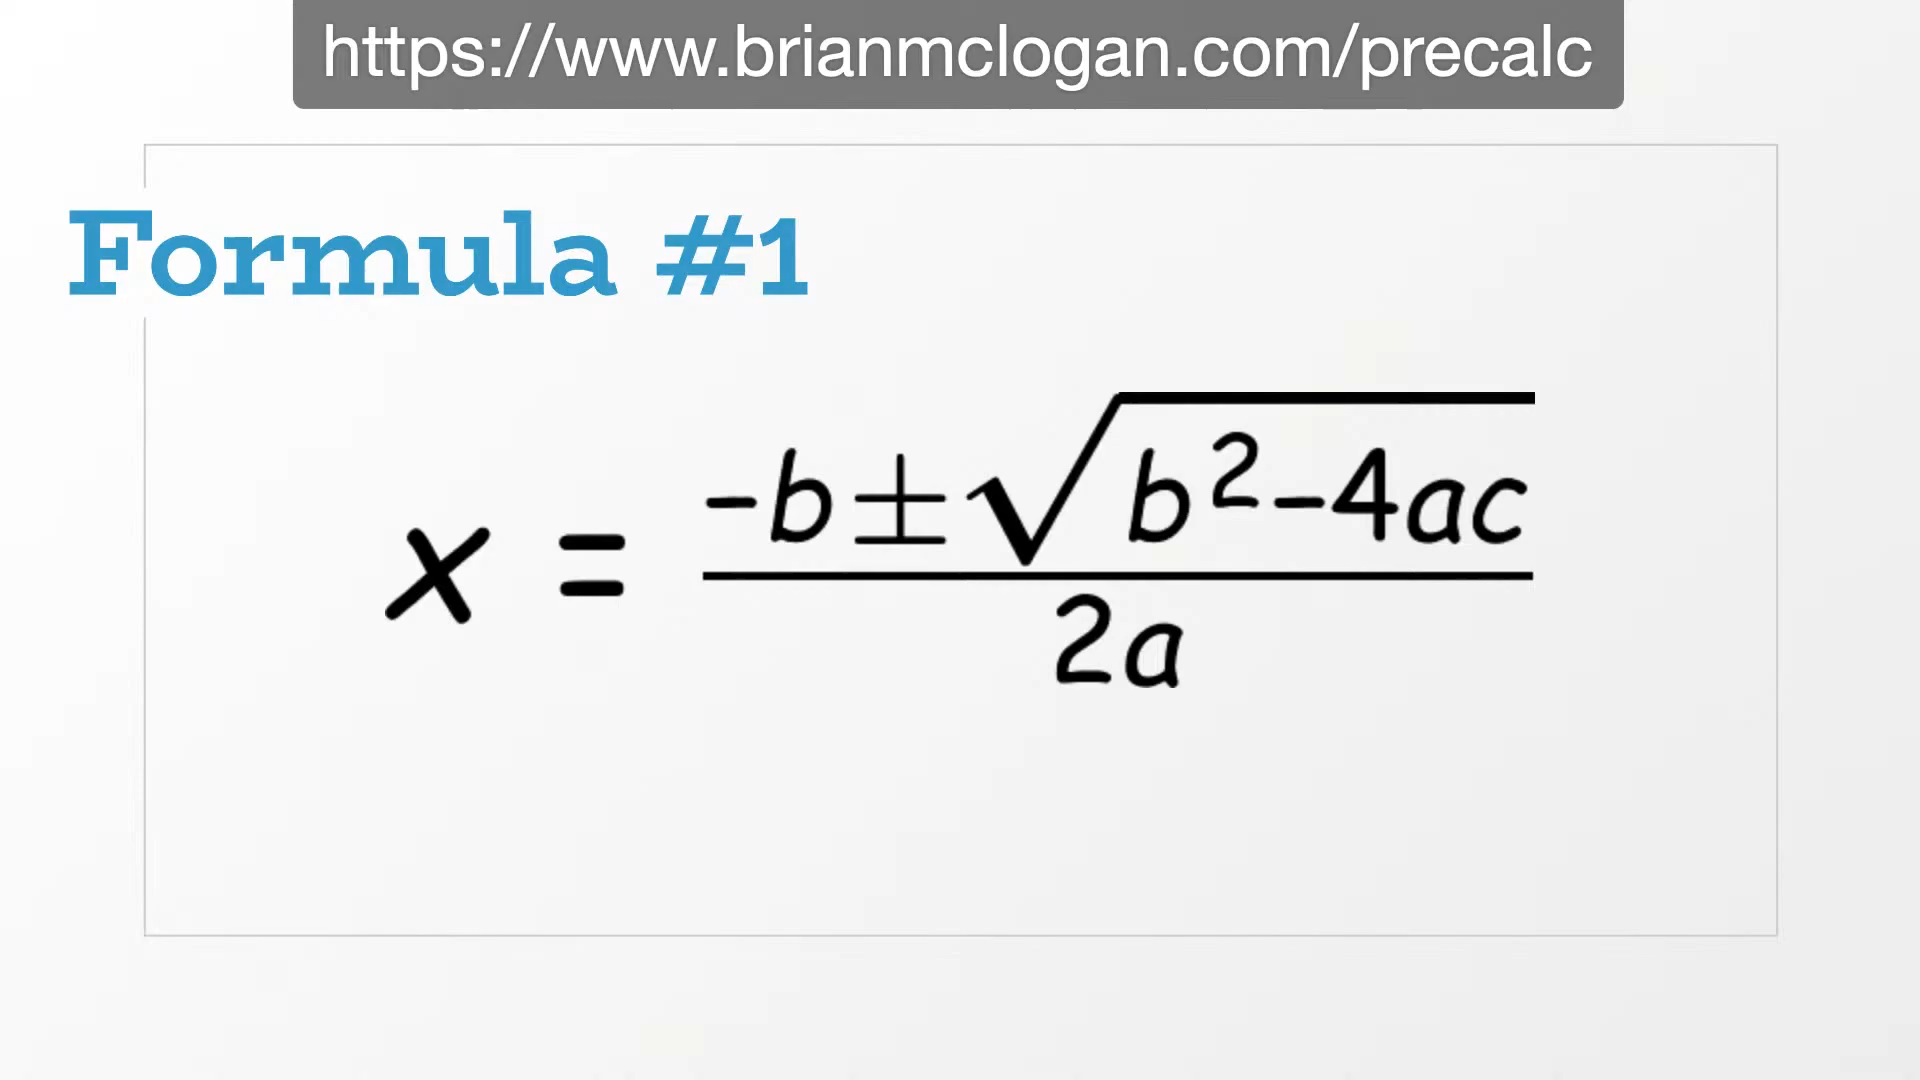 https://www.brianmclogan.com/precalc
Formula #1
x = -b±√b²-4ac
2a